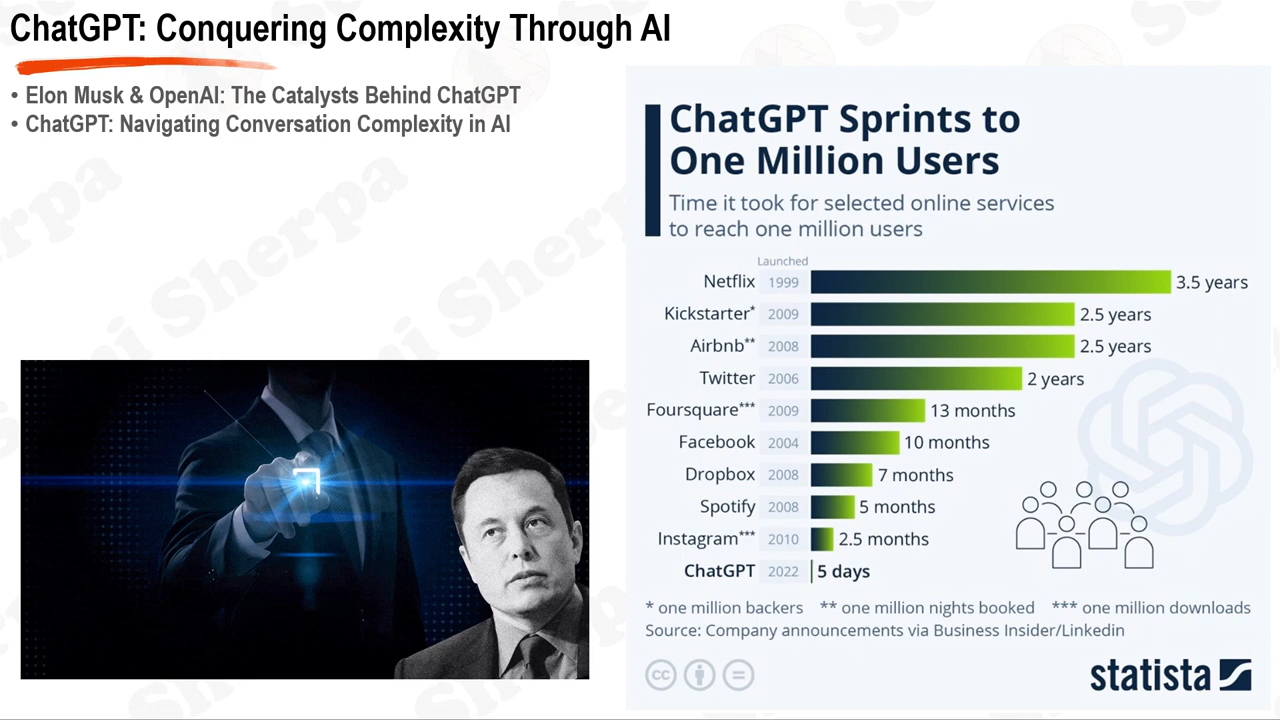 ChatGPT: Conquering Complexity Through AI
• Elon Musk & OpenAI: The Catalysts Behind ChatGPT
• ChatGPT: Navigating Conversation Complexity in AI
ChatGPT Sprints to
One Million Users
Time it took for selected online services
to reach one million users
Launched
Netflix 1999 3.5 years
Kickstarter* 2009 2.5 years
Airbnb** 2008 2.5 years
Twitter 2006 2 years
Foursquare*** 2009 13 months
Facebook 2004 10 months
Dropbox 2008 7 months
Spotify 2008 5 months
Instagram*** 2010 2.5 months
ChatGPT 2022 5 days
* one million backers ** one million nights booked *** one million downloads
Source: Company announcements via Business Insider/Linkedin
cc
statista
ai Sherpa